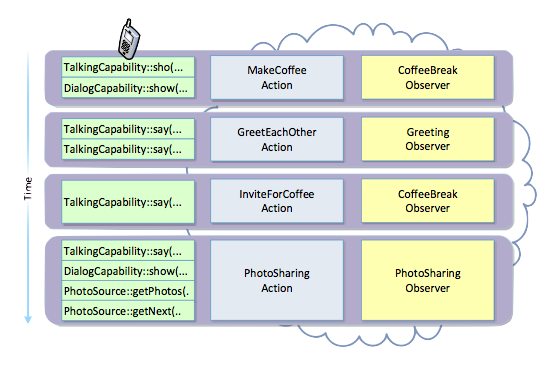 TalkingCapability::sho(...
DialogCapability::show(...
MakeCoffee
Action
CoffeeBreak
Observer
TalkingCapability::say(...
TalkingCapability::say(...
GreetEachOther
Action
Greeting
Observer
Time
TalkingCapability::say(...
InviteForCoffee
Action
CoffeeBreak
Observer
TalkingCapability::say(...
DialogCapability::show(...
PhotoSource::getPhotos(.
PhotoSource::getNext(..
PhotoSharing
Action
PhotoSharing
Observer